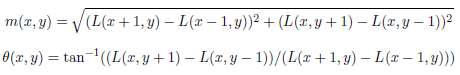 m(x, y) = √(L(x + 1, y) − L(x − 1, y))² + (L(x, y + 1) − L(x, y − 1))²
θ(x, y) = tan⁻¹((L(x, y + 1) − L(x, y − 1))/(L(x + 1, y) − L(x − 1, y)))